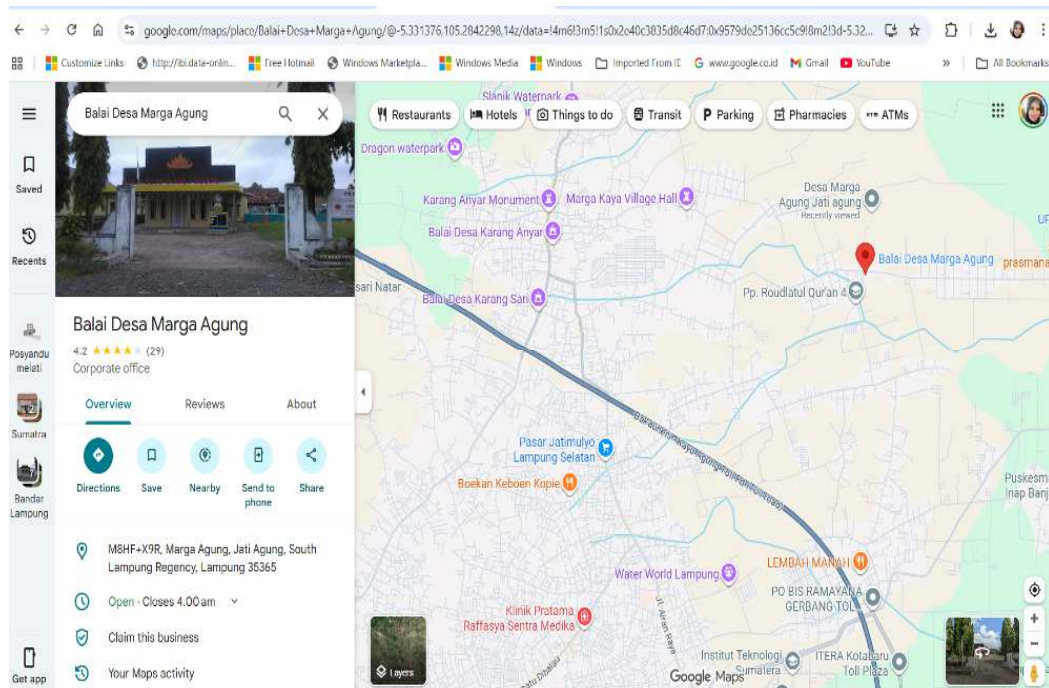 google.com/maps/place/Balai+Desa+Marga+Agung/@-5.331376,105.2842298,14z/data=!4m6!3m5!1s0x2e40c3835d8c46d7:0x9579de25136cc5c9!8m2!3d-5.32...
Customize Links
http://ibi.data-onlin...
Free Hotmail
Windows Marketpla...
Windows Media
Windows
Imported From IE
www.google.co.id
Gmail
YouTube
»
All Bookmarks
Balai Desa Marga Agung
Saved
Recents
Posyandu
melati
Sumatra
Bandar
Lampung
Get app
Balai Desa Marga Agung
4.2 (29)
Corporate office
Overview
Reviews
About
Directions
Save
Nearby
Send to
phone
Share
M8HF+X9R, Marga Agung, Jati Agung, South
Lampung Regency, Lampung 35365
Open · Closes 4.00 am
Claim this business
Your Maps activity
Restaurants
Hotels
Things to do
Transit
Parking
Pharmacies
ATMs
Slanik Waterpark
Dragon waterpark
Karang Anyar Monument
Marga Kaya Village Hall
Balai Desa Karang Anyar
Desa Marga
Agung Jati agung
Recently viewed
Balai Desa Marga Agung
prasmana
sari Natar
Balai Desa Karang Sari
Pp. Roudlatul Qur'an 4
Pasar Jatimulyo
Lampung Selatan
Boekan Keboen Kopie
Puskesm
Inap Banj
LEMBAH MANAH
Water World Lampung
PO BIS RAMAYANA
GERBANG TOL
Klinik Pratama
Raffasya Sentra Medika
Jl. Airan Raya
Institut Teknologi
Sumatera
ITERA Kotabaru
Toll Plaza
Layers
Google Maps